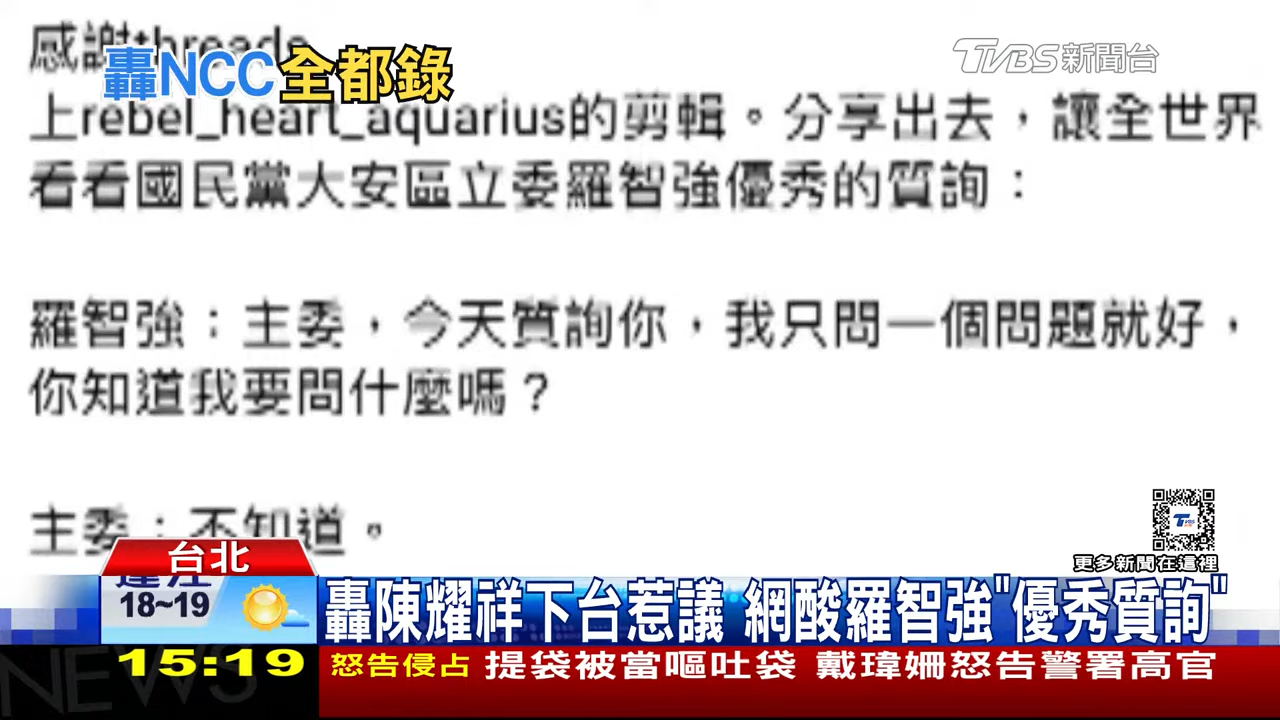 感謝threads
轟NCC全都錄
TVBS新聞台
上rebel_heart_aquarius的剪輯。分享出去，讓全世界
看看國民黨大安區立委羅智強優秀的質詢：
羅智強：主委，今天質詢你，我只問一個問題就好，
你知道我要問什麼嗎？
主委：不知道。
更多新聞在這裡
台北
連江
18~19
轟陳耀祥下台惹議 網酸羅智強"優秀質詢"
15:19
怒告侵占 提袋被當嘔吐袋 戴瑋姍怒告警署高官
NEWS